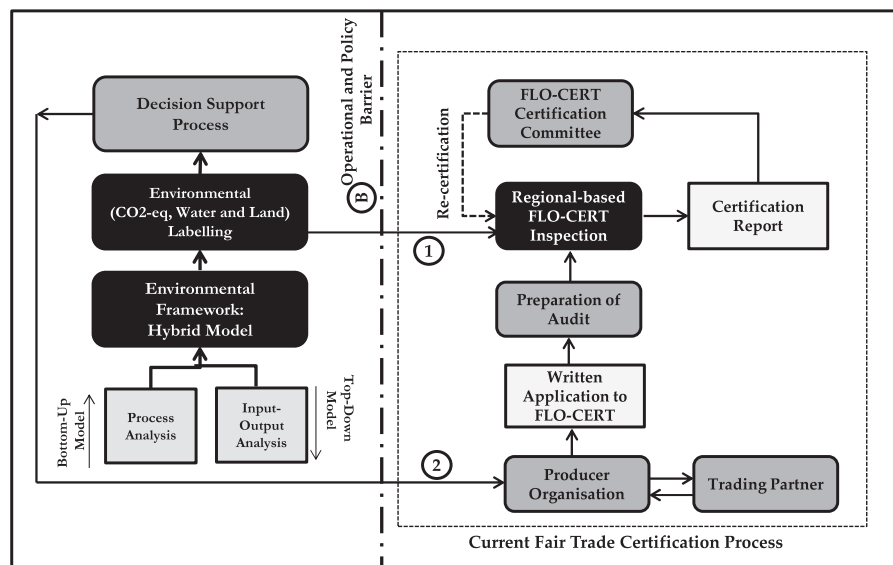 Decision Support
Process
Environmental
(CO2-eq, Water and Land)
Labelling
Environmental
Framework:
Hybrid Model
Bottom-Up
Model
Process
Analysis
Input-
Output
Analysis
Top-Down
Model
Operational and Policy
Barrier
B
1
2
Re-certification
FLO-CERT
Certification
Committee
Regional-based
FLO-CERT
Inspection
Certification
Report
Preparation of
Audit
Written
Application to
FLO-CERT
Producer
Organisation
Trading Partner
Current Fair Trade Certification Process